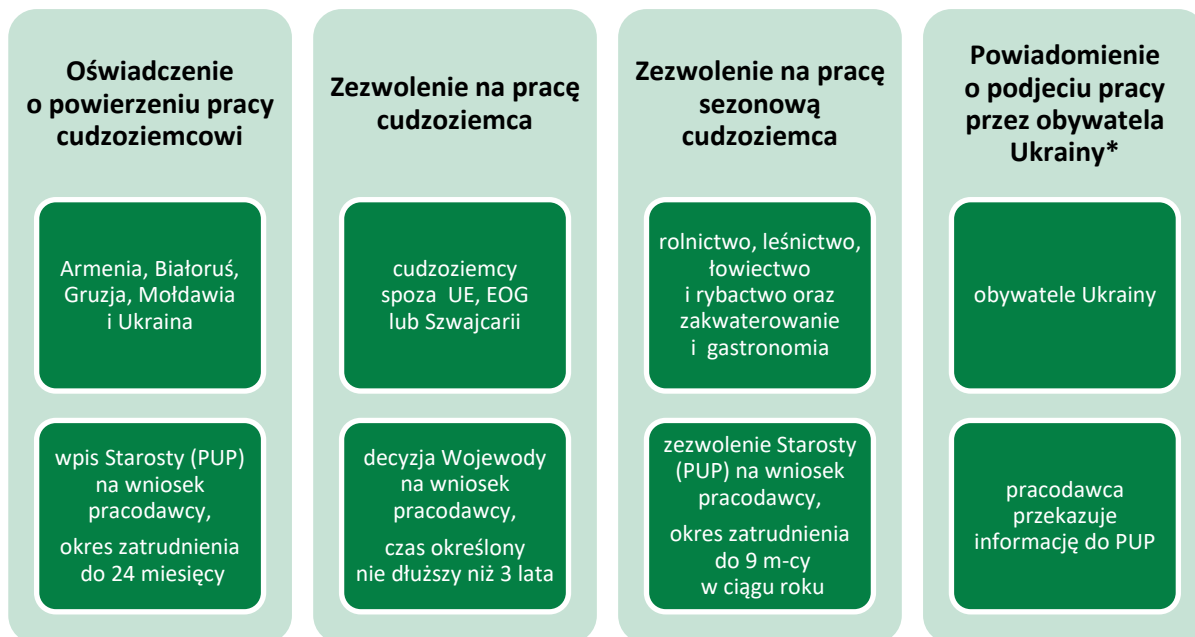 Oświadczenie
o powierzeniu pracy
cudzoziemcowi
Armenia, Białoruś,
Gruzja, Mołdawia
i Ukraina
wpis Starosty (PUP)
na wniosek
pracodawcy,
okres zatrudnienia
do 24 miesięcy
Zezwolenie na pracę
cudzoziemca
cudzoziemcy
spoza UE, EOG
lub Szwajcarii
decyzja Wojewody
na wniosek
pracodawcy,
czas określony
nie dłuższy niż 3 lata
Zezwolenie na pracę
sezonową
cudzoziemca
rolnictwo, leśnictwo,
łowiectwo
i rybactwo oraz
zakwaterowanie
i gastronomia
zezwolenie Starosty
(PUP) na wniosek
pracodawcy,
okres zatrudnienia
do 9 m-cy
w ciągu roku
Powiadomienie
o podjeciu pracy
przez obywatela
Ukrainy*
obywatele Ukrainy
pracodawca
przekazuje
informację do PUP